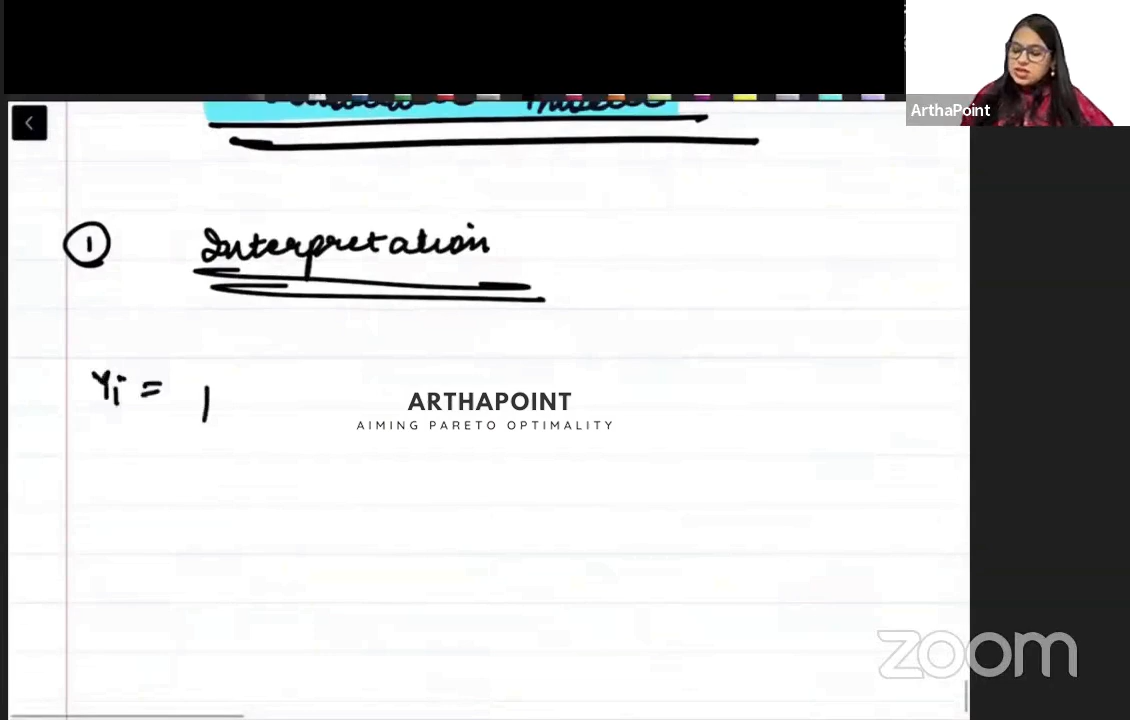 ArthaPoint
① Interpretation
Yi = 1
ARTHAPOINT
AIMING PARETO OPTIMALITY
zoom